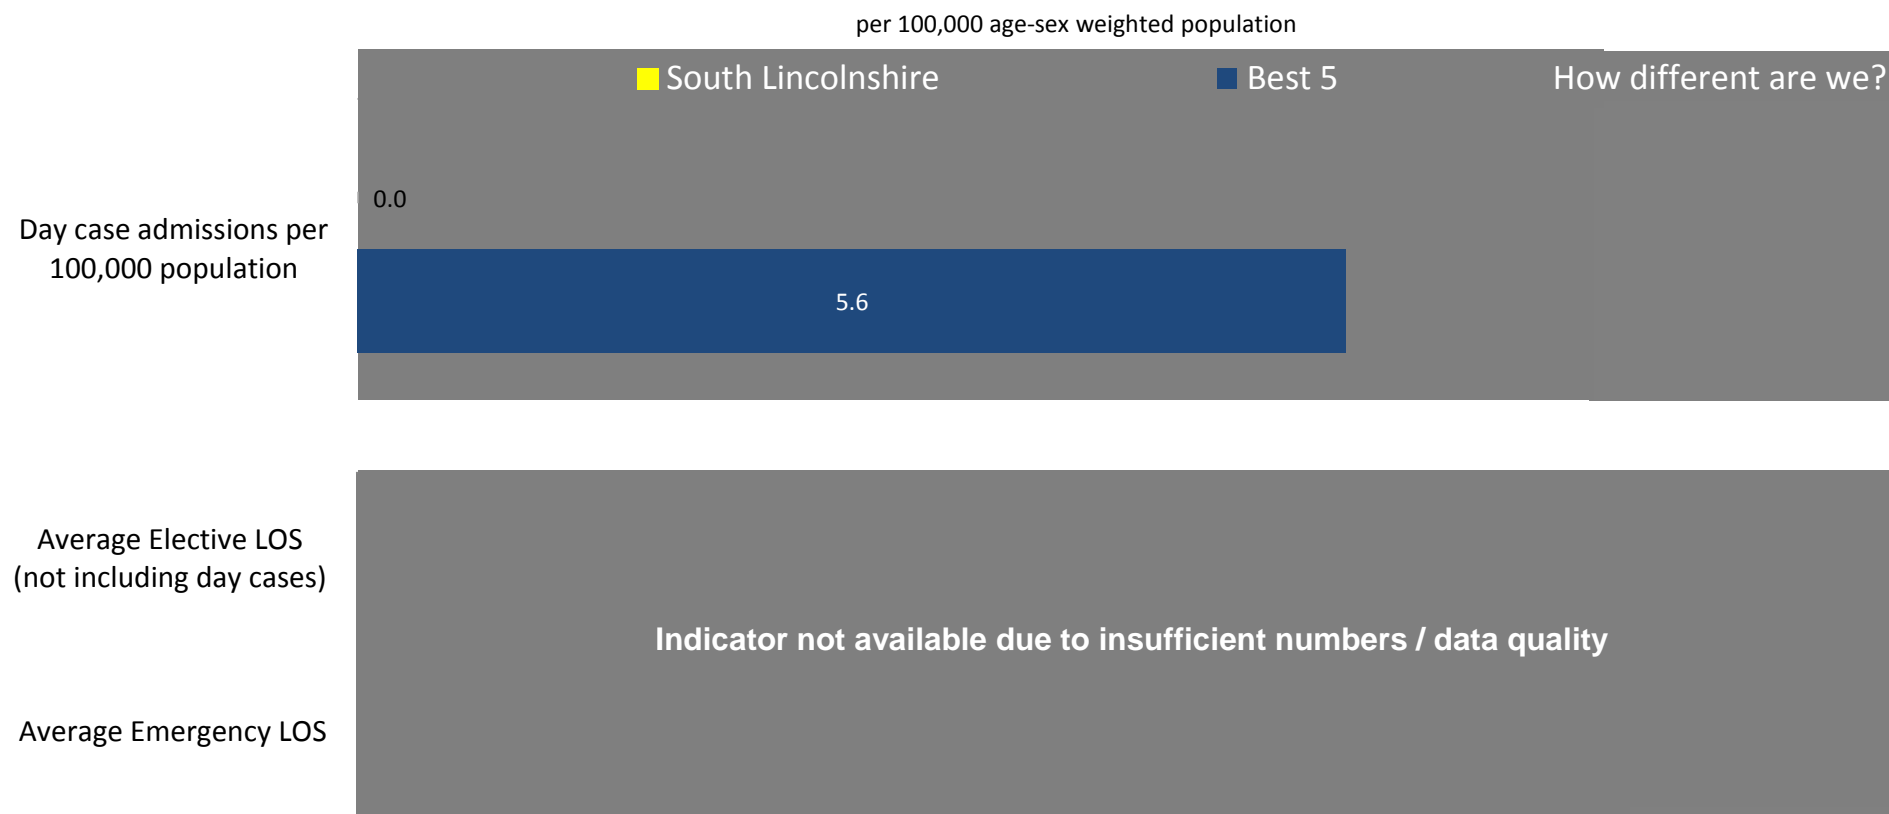 per 100,000 age-sex weighted population
South Lincolnshire
Best 5
How different are we?
0.0
Day case admissions per
100,000 population
5.6
Average Elective LOS
(not including day cases)
Indicator not available due to insufficient numbers / data quality
Average Emergency LOS